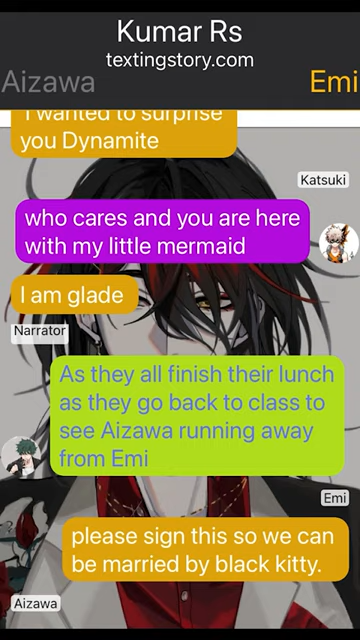 Kumar Rs
textingstory.com
Aizawa
Emi
I wanted to surprise
you Dynamite
Katsuki
who cares and you are here
with my little mermaid
I am glade
Narrator
As they all finish their lunch
as they go back to class to
see Aizawa running away
from Emi
Emi
please sign this so we can
be married by black kitty.
Aizawa